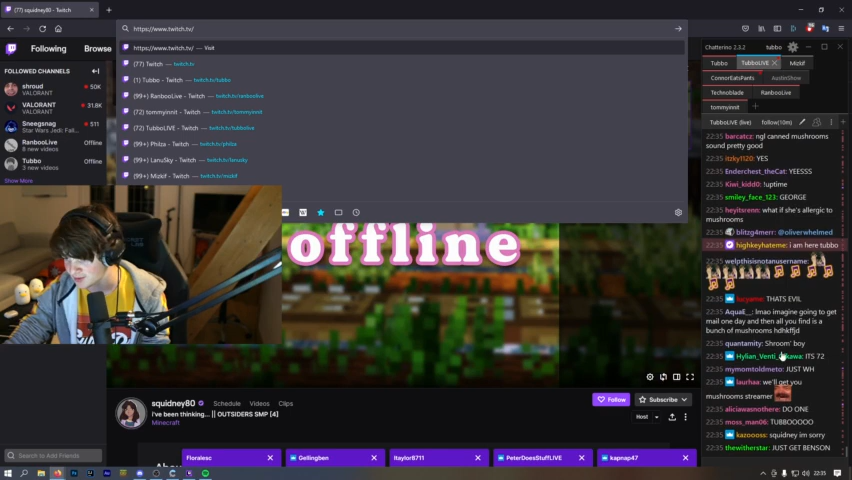 (77) squidney80 - Twitch
https://www.twitch.tv/
https://www.twitch.tv/ — Visit
(77) Twitch — twitch.tv
(1) Tubbo - Twitch — twitch.tv/tubbo
(99+) RanbooLive - Twitch — twitch.tv/ranboolive
(72) tommyinnit - Twitch — twitch.tv/tommyinnit
(72) TubboLIVE - Twitch — twitch.tv/tubbolive
(99+) Philza - Twitch — twitch.tv/philza
(99+) LanuSky - Twitch — twitch.tv/lanusky
(99+) Mizkif - Twitch — twitch.tv/mizkif
Following Browse
FOLLOWED CHANNELS
shroud 50K
VALORANT
VALORANT 31.8K
VALORANT
Sneegsnag 511
Star Wars Jedi: Fall...
RanbooLive Offline
8 new videos
Tubbo Offline
3 new videos
Show More
offline
squidney80 Schedule Videos Clips
I've been thinking... || OUTSIDERS SMP [4]
Minecraft
Follow Subscribe
Host
Floralesc Gellingben Itaylor8711 PeterDoesStuffLIVE kapnap47
Search to Add Friends
Chatterino 2.3.2 tubbo
Tubbo TubboLIVE Mizkif
ConnorEatsPants AustinShow
Technoblade RanbooLive
tommyinnit
TubboLIVE (live) follow(10m)
22:35 barcatcz: ngl canned mushrooms
sound pretty good
22:35 itzky1120: YES
22:35 Enderchest_theCat: YEESSS
22:35 Kiwi_kidd0: !uptime
22:35 smiley_face_123: GEORGE
22:35 heyitsrenn: what if she's allergic to
mushrooms
22:35 blitzg4merr: @oliverwhelmed
22:35 highkeyhateme: i am here tubbo
22:35 welpthisisnotanusername:
22:35 lucyame: THATS EVIL
22:35 AquaE__: lmao imagine going to get
mail one day and then all you find is a
bunch of mushrooms hdhkffjd
22:35 quantamity: Shroom' boy
22:35 Hylian_Venti_ kawa: ITS 72
22:35 mymomtoldmeto: JUST WH
22:35 laurhaa: we'll get you
mushrooms streamer
22:35 aliciawasnothere: DO ONE
22:35 moss_man06: TUBBOOOOO
22:35 kazoooss: squidney im sorry
22:35 thewitherstar: JUST GET BENSON
22:35